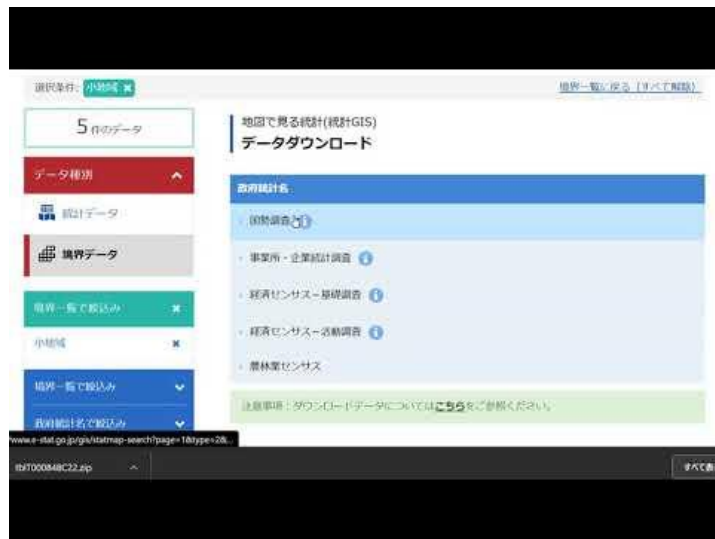 選択条件: 小地域 ×
境界一覧に戻る(すべて解除)
5 件のデータ
地図で見る統計(統計GIS)
データダウンロード
データ種別
政府統計名
統計データ
国勢調査
境界データ
事業所・企業統計調査
境界一覧で絞込み
経済センサス－基礎調査
小地域
経済センサス－活動調査
農林業センサス
境界一覧で絞込み
注意事項:ダウンロードデータについてはこちらをご参照ください。
政府統計名で絞込み
www.e-stat.go.jp/gis/statmap-search?page=1&type=2&...
tblT000848C22.zip
すべて表